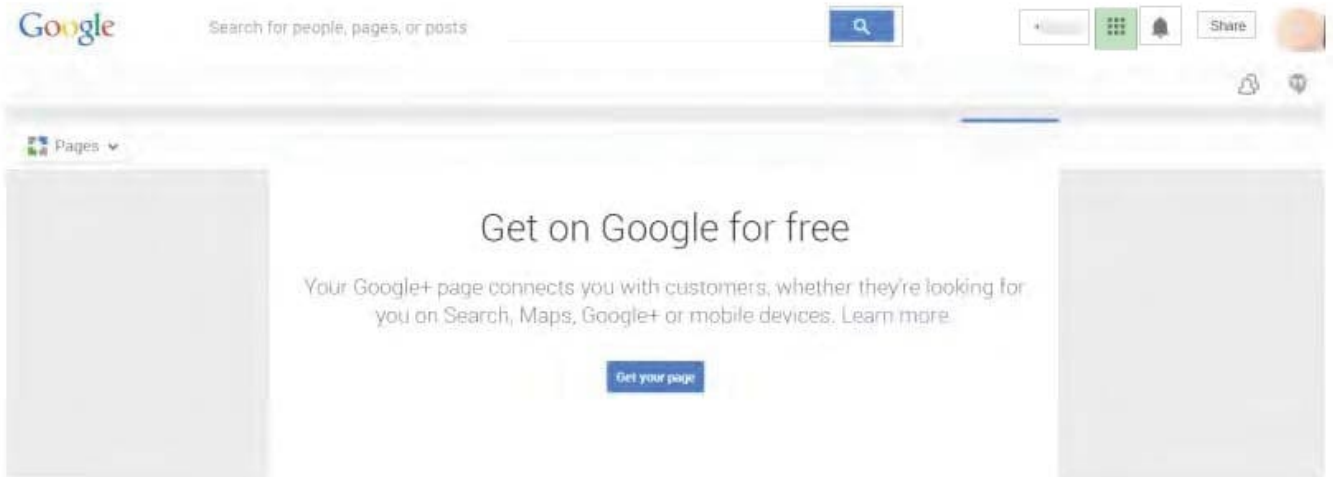 Google
Search for people, pages, or posts
Share
Pages
Get on Google for free
Your Google+ page connects you with customers, whether they're looking for
you on Search, Maps, Google+ or mobile devices. Learn more.
Get your page